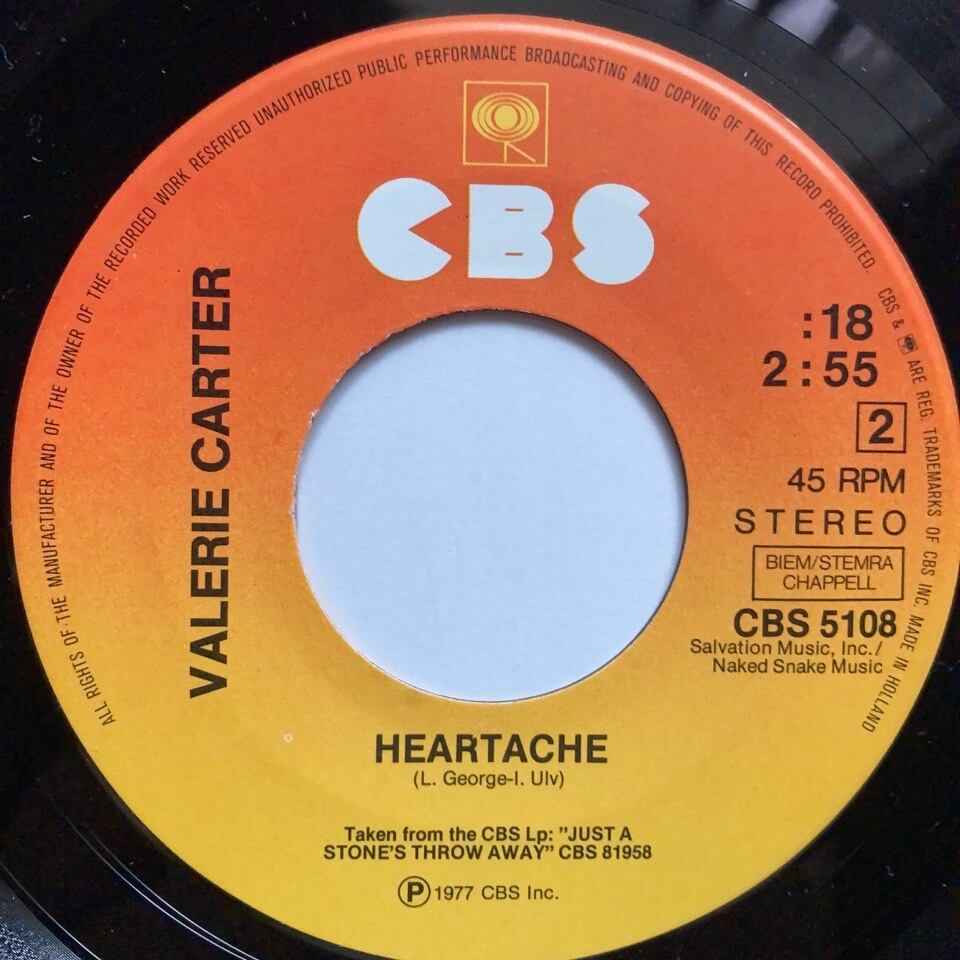 ALL RIGHTS OF THE MANUFACTURER AND OF THE OWNER OF THE RECORDED WORK RESERVED UNAUTHORIZED PUBLIC PERFORMANCE BROADCASTING AND COPYING OF THIS RECORD PROHIBITED. CBS & ARE REG. TRADEMARKS OF CBS INC. MADE IN HOLLAND
CBS
VALERIE CARTER
:18
2:55
2
45 RPM
STEREO
BIEM/STEMRA
CHAPPELL
CBS 5108
Salvation Music, Inc./
Naked Snake Music
HEARTACHE
(L. George-I. Ulv)
Taken from the CBS Lp: "JUST A
STONE'S THROW AWAY" CBS 81958
Ⓟ 1977 CBS Inc.